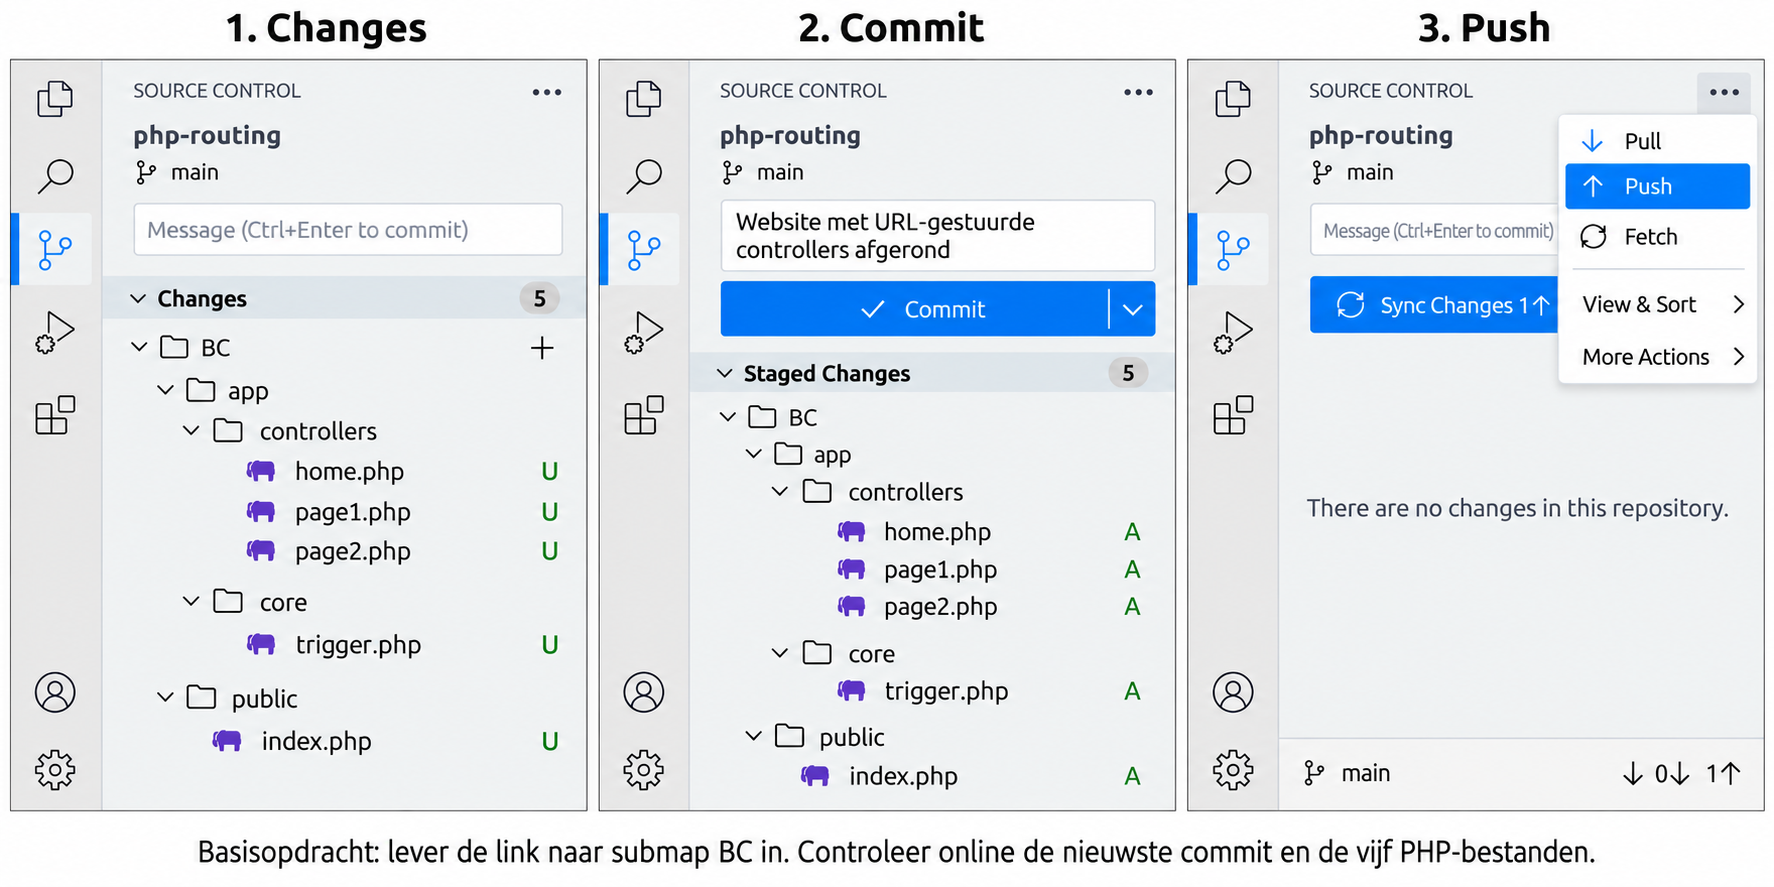 1. Changes
SOURCE CONTROL
php-routing
main
Message (Ctrl+Enter to commit)
Changes 5
BC
app
controllers
home.php U
page1.php U
page2.php U
core
trigger.php U
public
index.php U
2. Commit
SOURCE CONTROL
php-routing
main
Website met URL-gestuurde
controllers afgerond
Commit
Staged Changes 5
BC
app
controllers
home.php A
page1.php A
page2.php A
core
trigger.php A
public
index.php A
3. Push
SOURCE CONTROL
php-routing
main
Message (Ctrl+Enter to commit)
Sync Changes 1↑
Pull
Push
Fetch
View & Sort
More Actions
There are no changes in this repository.
main ↓ 0↓ 1↑
Basisopdracht: lever de link naar submap BC in. Controleer online de nieuwste commit en de vijf PHP-bestanden.